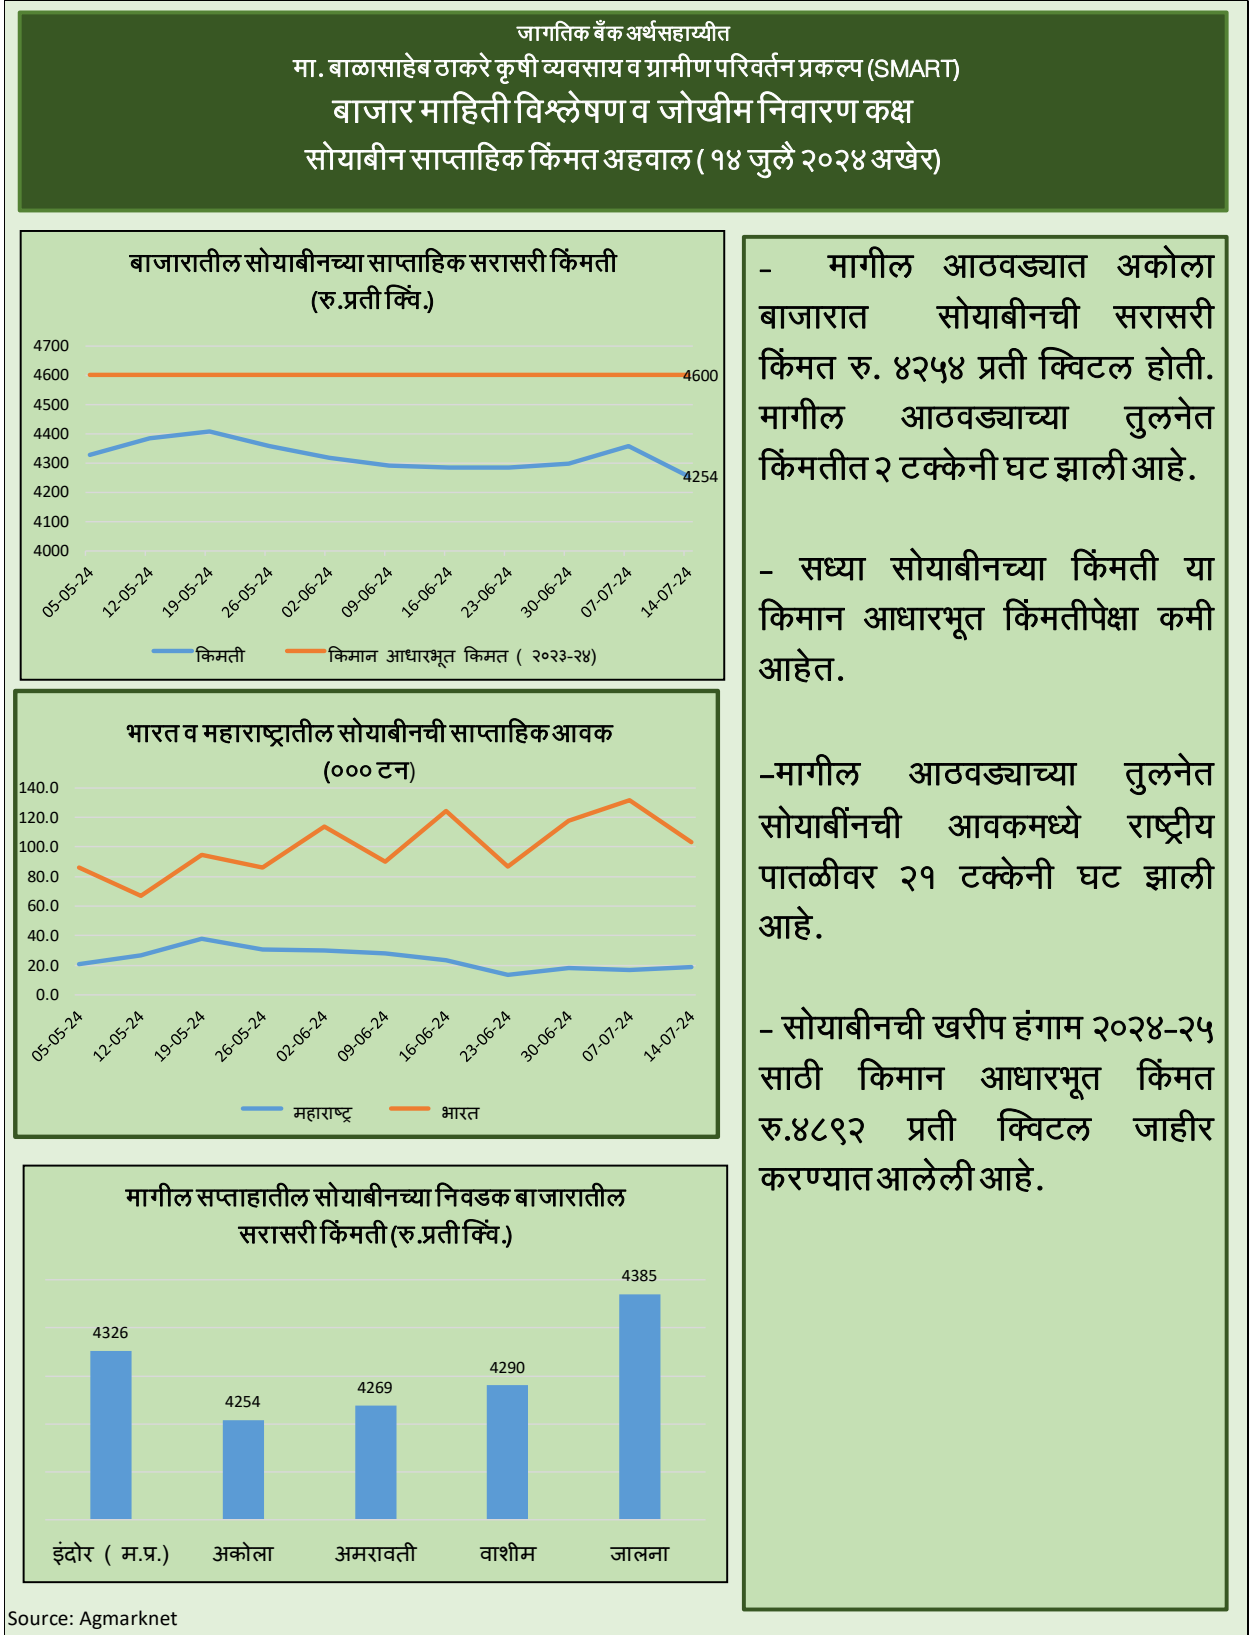 जागतिक बँक अर्थसहाय्यीत
मा. बाळासाहेब ठाकरे कृषी व्यवसाय व ग्रामीण परिवर्तन प्रकल्प (SMART)
बाजार माहिती विश्लेषण व जोखीम निवारण कक्ष
सोयाबीन साप्ताहिक किंमत अहवाल ( १४ जुलै २०२४ अखेर)
बाजारातील सोयाबीनच्या साप्ताहिक सरासरी किंमती
(रु.प्रती क्विं.)
4700
4600
4500
4400
4300
4200
4100
4000
4600
4254
05-05-24
12-05-24
19-05-24
26-05-24
02-06-24
09-06-24
16-06-24
23-06-24
30-06-24
07-07-24
14-07-24
किमती
किमान आधारभूत किमत ( २०२३-२४)
भारत व महाराष्ट्रातील सोयाबीनची साप्ताहिक आवक
(००० टन)
140.0
120.0
100.0
80.0
60.0
40.0
20.0
0.0
05-05-24
12-05-24
19-05-24
26-05-24
02-06-24
09-06-24
16-06-24
23-06-24
30-06-24
07-07-24
14-07-24
महाराष्ट्र
भारत
मागील सप्ताहातील सोयाबीनच्या निवडक बाजारातील
सरासरी किंमती (रु.प्रती क्विं.)
4326
4254
4269
4290
4385
इंदोर ( म.प्र.)
अकोला
अमरावती
वाशीम
जालना
- मागील आठवड्यात अकोला
बाजारात सोयाबीनची सरासरी
किंमत रु. ४२५४ प्रती क्विटल होती.
मागील आठवड्याच्या तुलनेत
किंमतीत २ टक्केनी घट झाली आहे.
- सध्या सोयाबीनच्या किंमती या
किमान आधारभूत किंमतीपेक्षा कमी
आहेत.
-मागील आठवड्याच्या तुलनेत
सोयाबींनची आवकमध्ये राष्ट्रीय
पातळीवर २१ टक्केनी घट झाली
आहे.
- सोयाबीनची खरीप हंगाम २०२४-२५
साठी किमान आधारभूत किंमत
रु.४८९२ प्रती क्विटल जाहीर
करण्यात आलेली आहे.
Source: Agmarknet